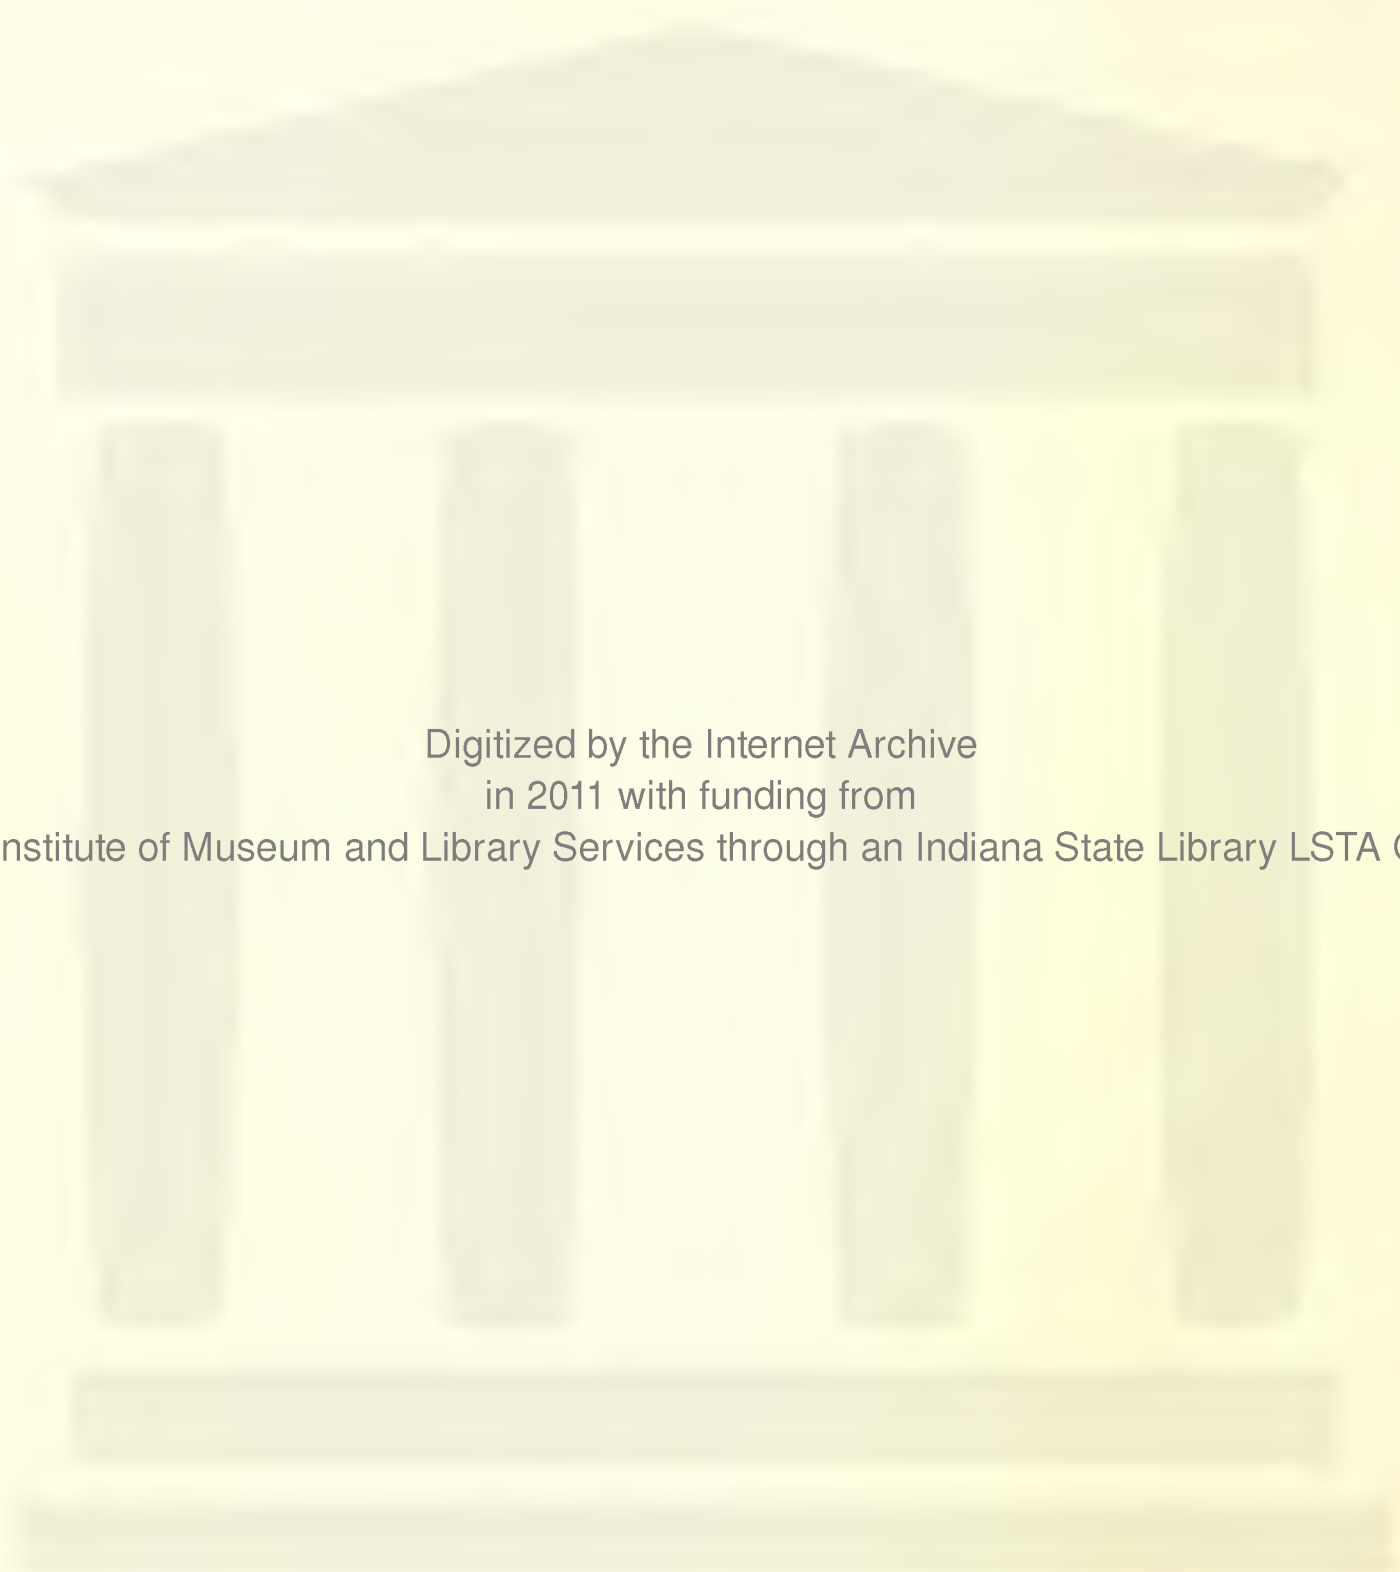 Digitized by the Internet Archive
in 2011 with funding from
nstitute of Museum and Library Services through an Indiana State Library LSTA